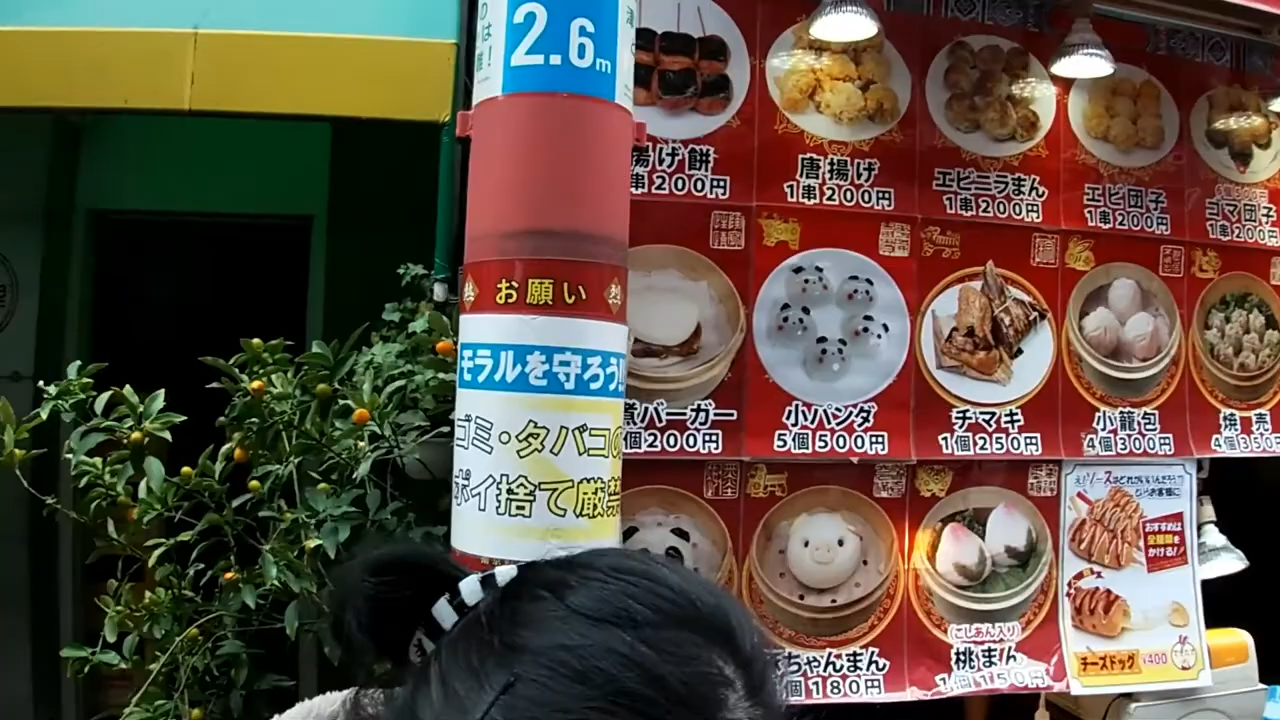 2.6m
お願い
モラルを守ろう!!
ゴミ・タバコの
ポイ捨て厳禁
揚げ餅
串200円
唐揚げ
1串200円
エビニラまん
1串200円
エビ団子
1串200円
ゴマ団子
1串200円
煮バーガー
個200円
小パンダ
5個500円
チマキ
1個250円
小籠包
4個300円
焼売
4個350
ちゃんまん
個180円
(こしあん入り)
桃まん
1個150円
おすすめは
全種類を
かける!
チーズドッグ ¥400